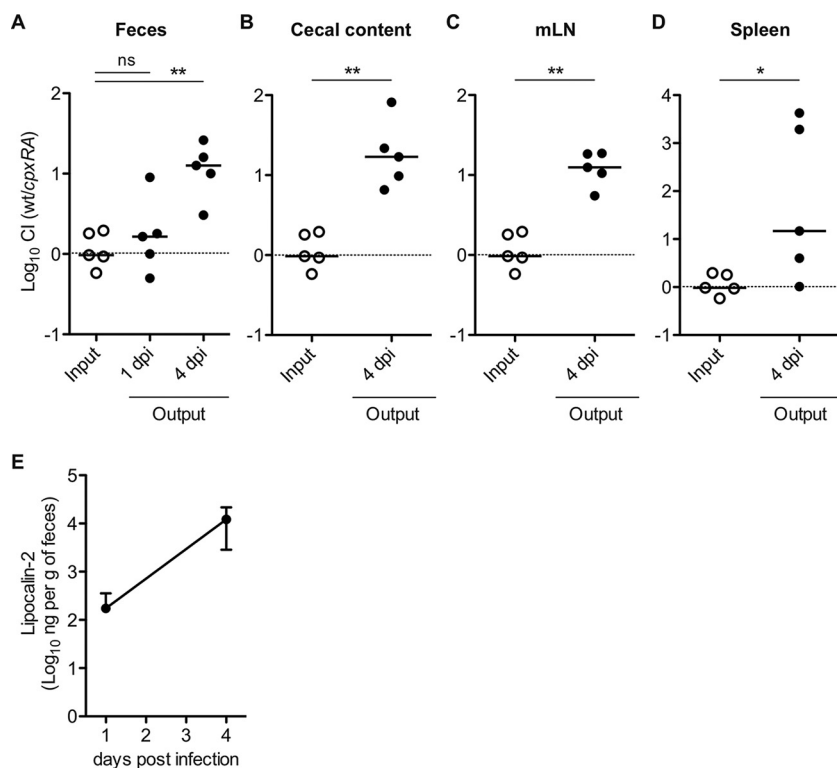 A Feces
B Cecal content
C mLN
D Spleen
ns
**
**
**
*
Log10 CI (wt/cpxRA)
2
1
0
-1
2
1
0
-1
2
1
0
-1
4
3
2
1
0
-1
Input
1 dpi
4 dpi
Input
4 dpi
Input
4 dpi
Input
4 dpi
Output
Output
Output
Output
E
Lipocalin-2
(Log10 ng per g of feces)
5
4
3
2
1
0
1 2 3 4
days post infection